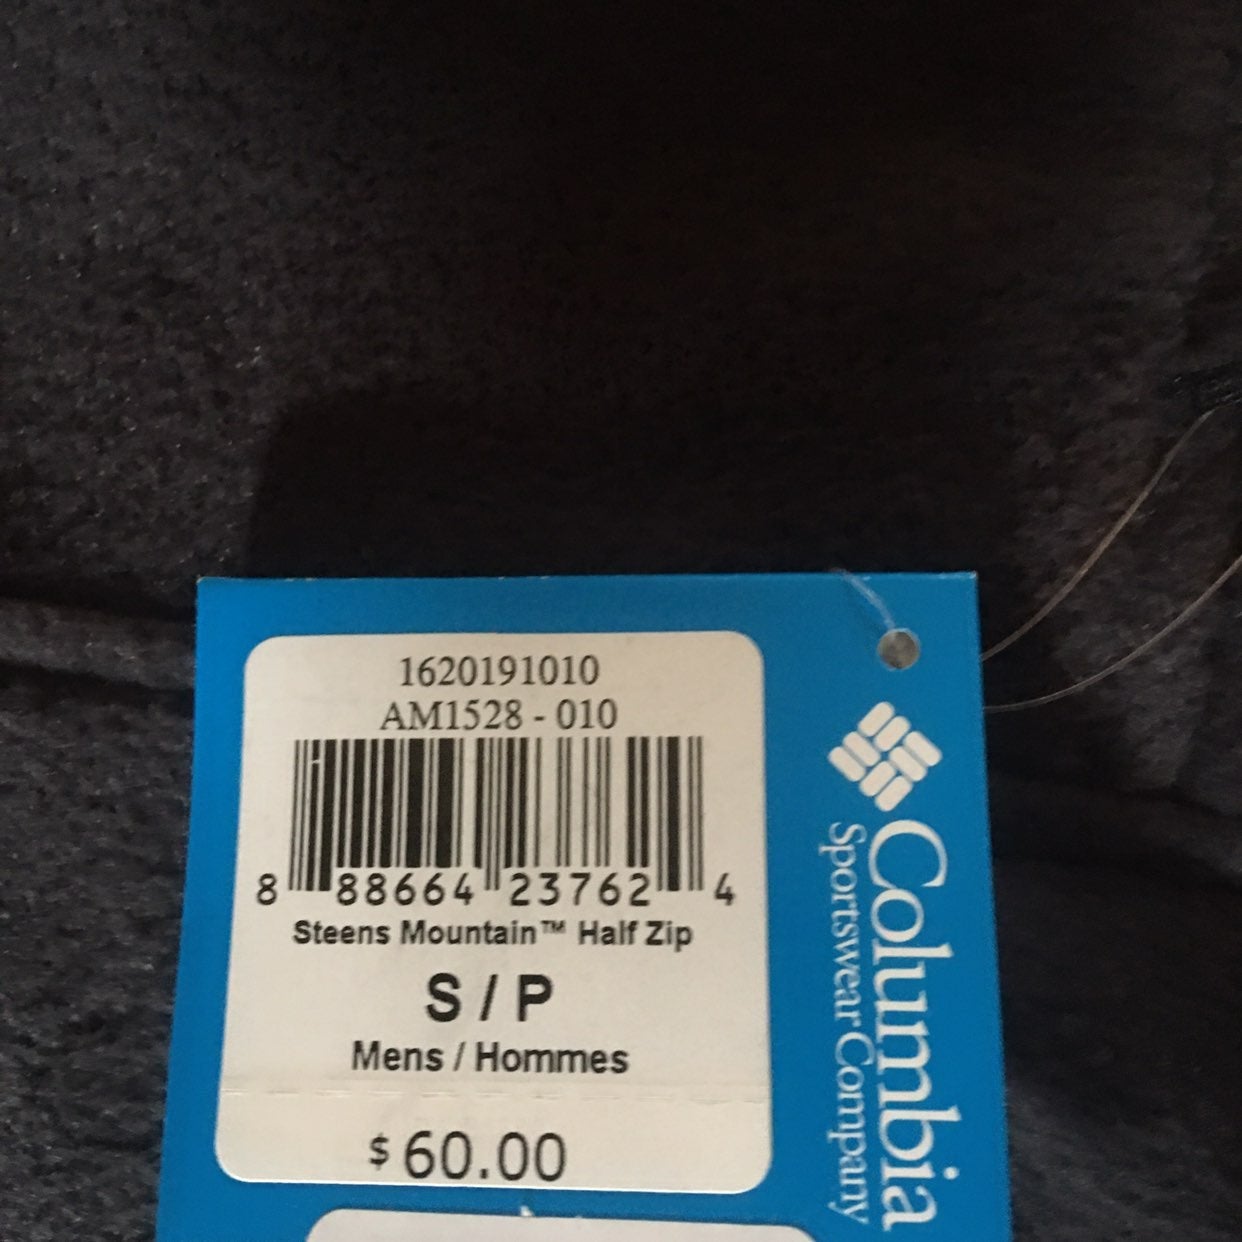 1620191010
AM1528 - 010
8 88664 23762 4
Steens Mountain™ Half Zip
S / P
Mens / Hommes
$ 60.00
Columbia
Sportswear Company